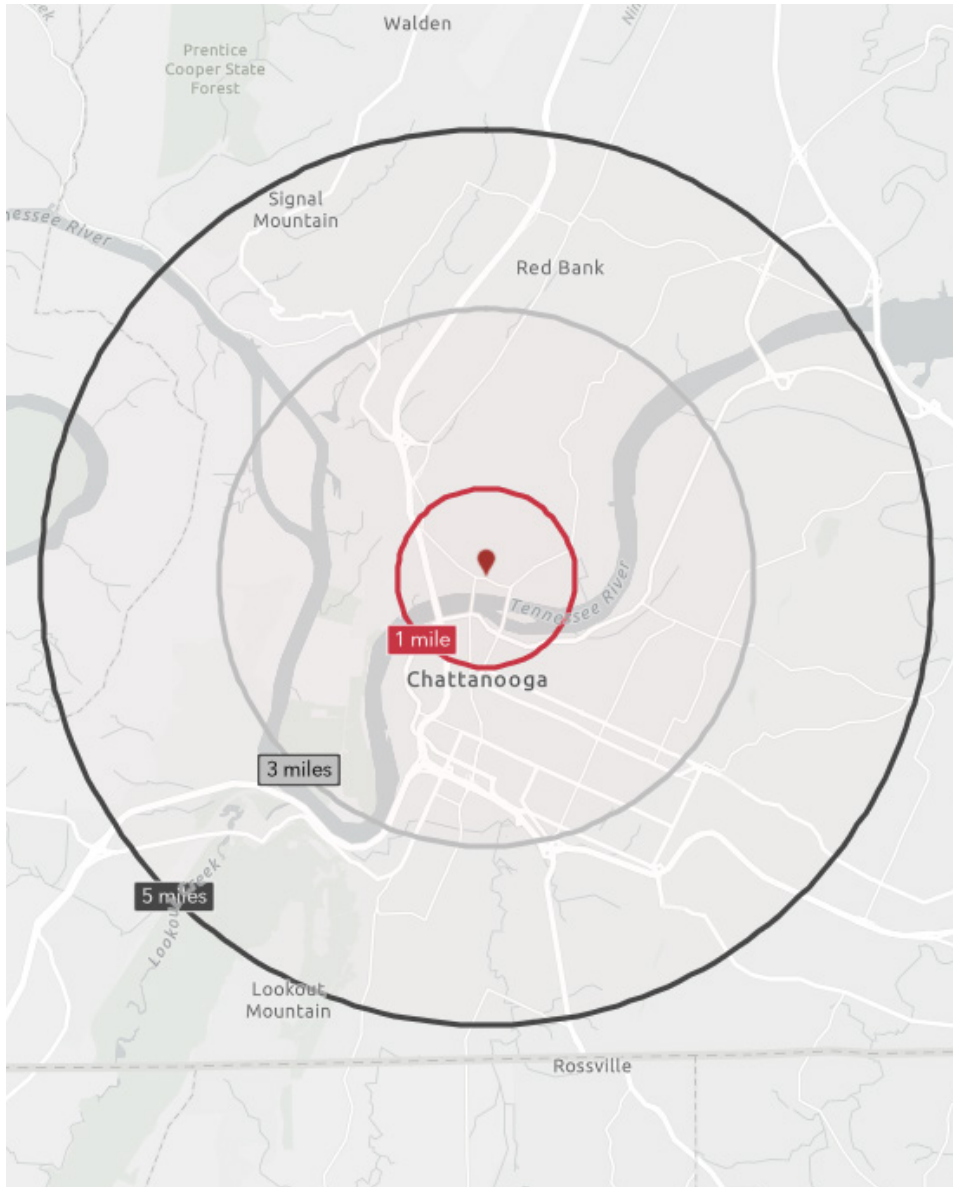 Walden
Prentice
Cooper State
Forest
Signal
Mountain
essee River
Red Bank
Tennessee River
1 mile
Chattanooga
3 miles
5 miles
Lookout Creek
Lookout
Mountain
Rossville